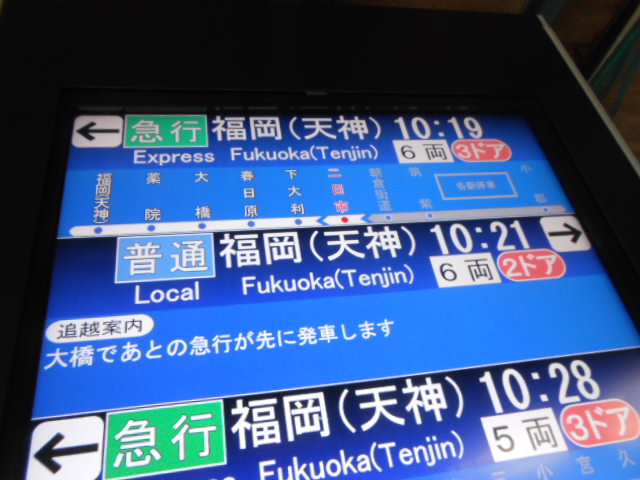 ← 急行 福岡(天神) 10:19
Express Fukuoka(Tenjin) 6両 3ドア
福岡(天神) 薬院 大橋 春日原 下大利 二日市 朝倉街道 筑紫 小郡
各駅停車
普通 福岡(天神) 10:21 →
Local Fukuoka(Tenjin) 6両 2ドア
追越案内
大橋であとの急行が先に発車します
← 急行 福岡(天神) 10:28
Fukuoka(Tenjin) 5両 3ドア
小 宮 久